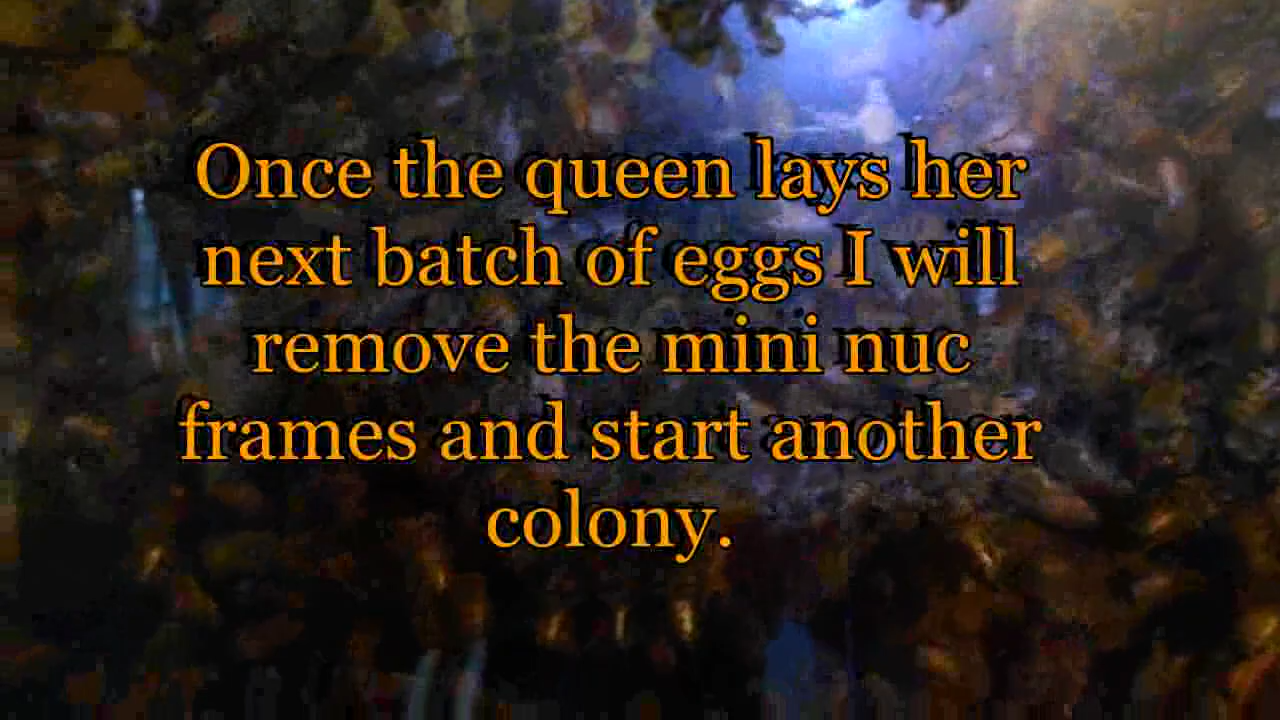 Once the queen lays her
next batch of eggs I will
remove the mini nuc
frames and start another
colony.